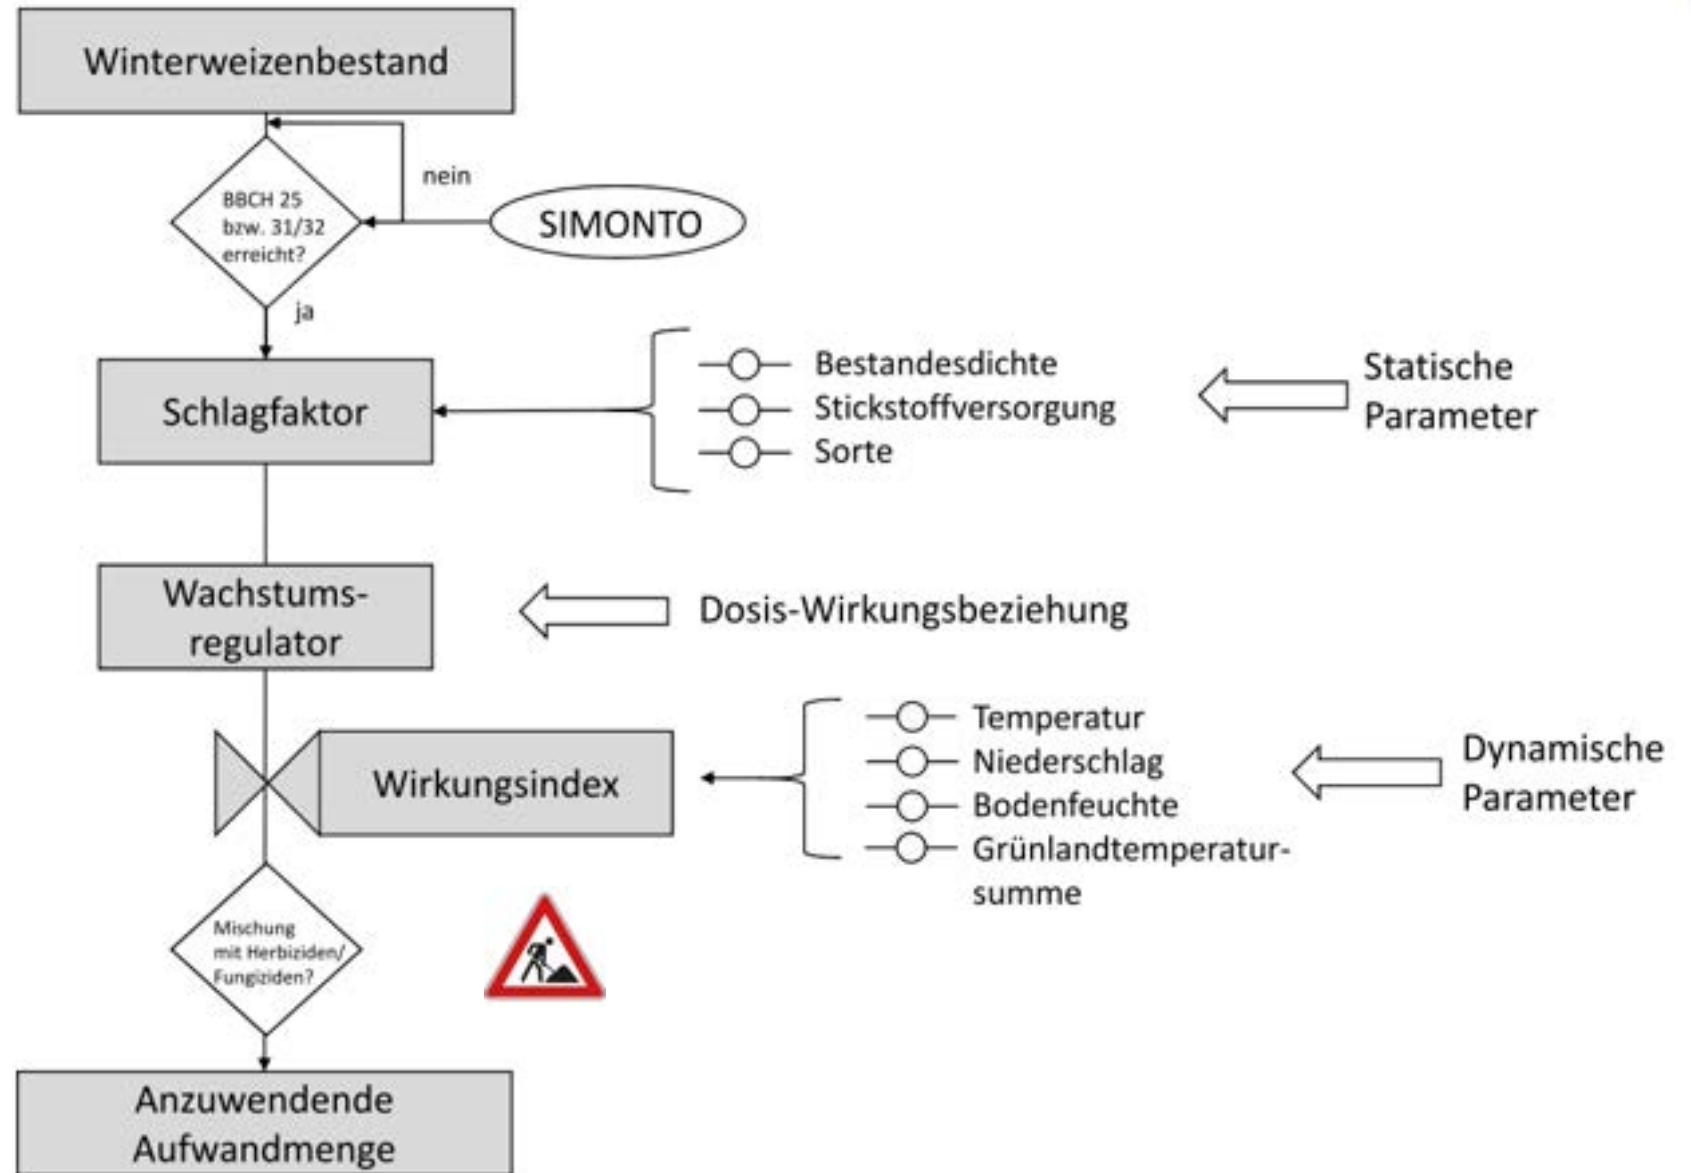 Winterweizenbestand
nein
BBCH 25
bzw. 31/32
erreicht?
SIMONTO
ja
Schlagfaktor
Bestandesdichte
Stickstoffversorgung
Sorte
Statische
Parameter
Wachstums-
regulator
Dosis-Wirkungsbeziehung
Wirkungsindex
Temperatur
Niederschlag
Bodenfeuchte
Grünlandtemperatur-
summe
Dynamische
Parameter
Mischung
mit Herbiziden/
Fungiziden?
Anzuwendende
Aufwandmenge